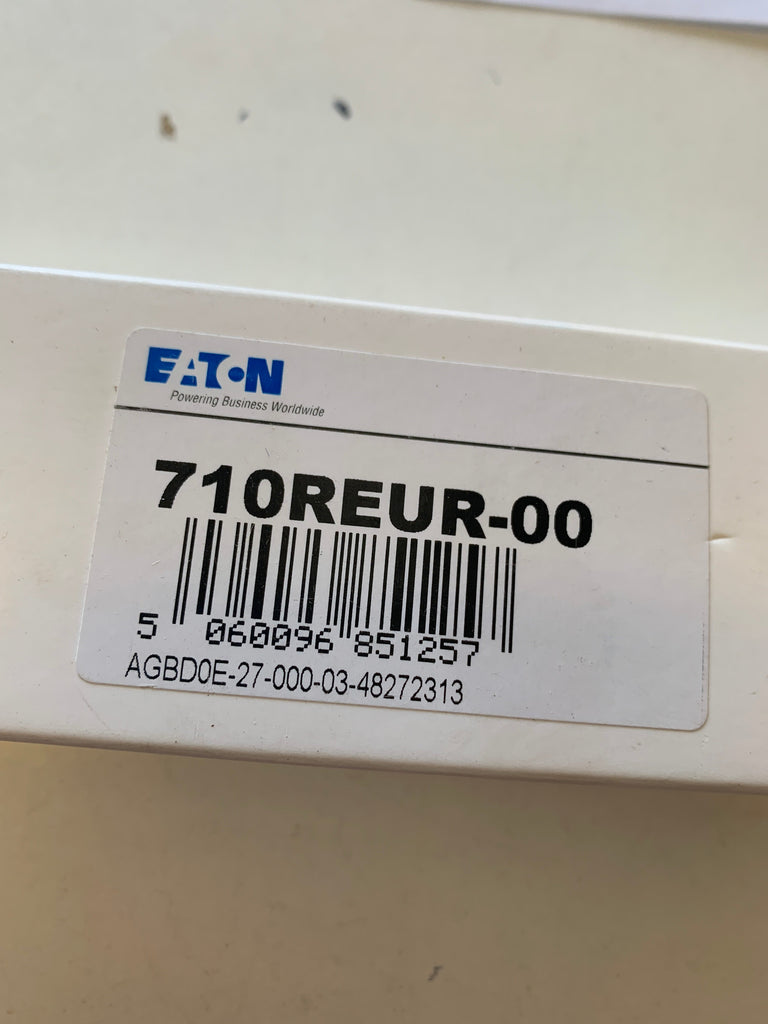 EATON
Powering Business Worldwide
710REUR-00
5 060096 851257
AGBD0E-27-000-03-48272313